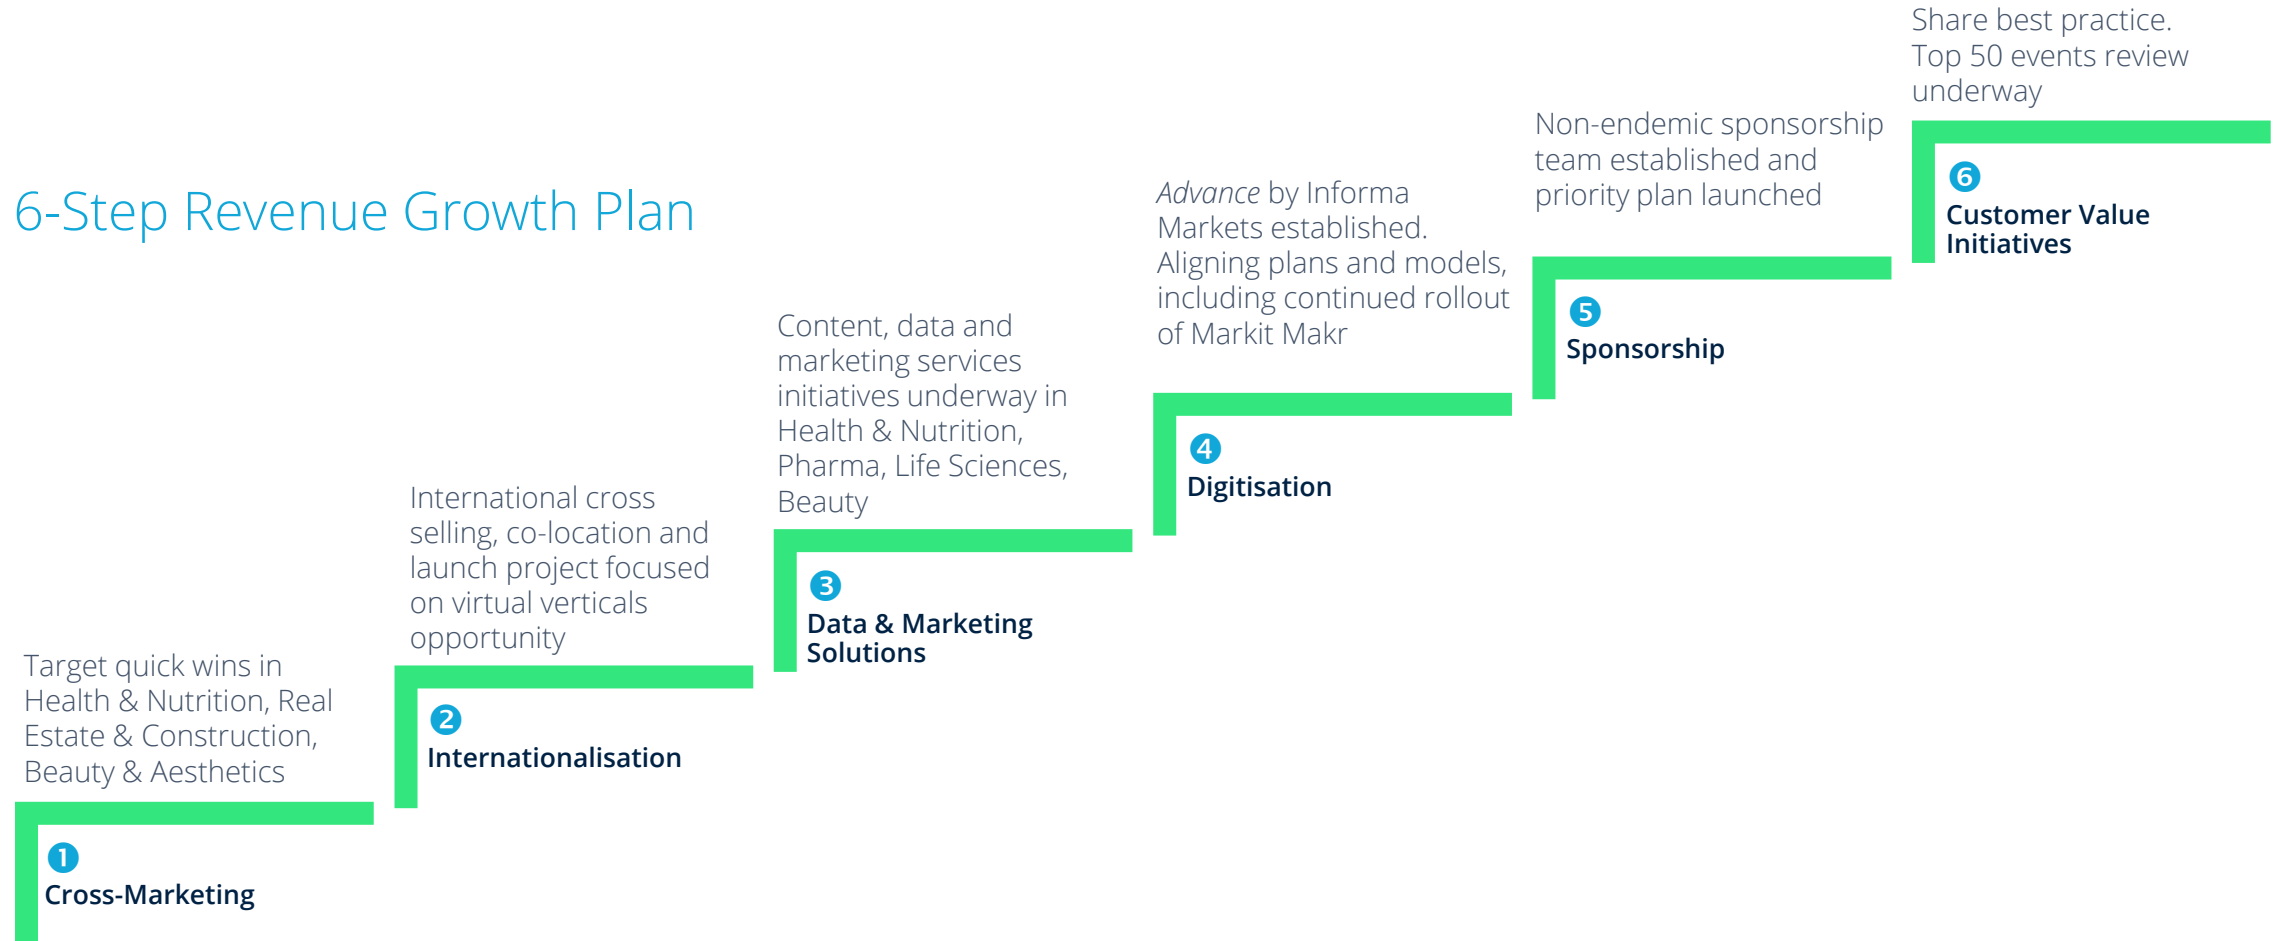 6-Step Revenue Growth Plan
Target quick wins in
Health & Nutrition, Real
Estate & Construction,
Beauty & Aesthetics
1
Cross-Marketing
International cross
selling, co-location and
launch project focused
on virtual verticals
opportunity
2
Internationalisation
Content, data and
marketing services
initiatives underway in
Health & Nutrition,
Pharma, Life Sciences,
Beauty
3
Data & Marketing
Solutions
Advance by Informa
Markets established.
Aligning plans and models,
including continued rollout
of Markit Makr
4
Digitisation
Non-endemic sponsorship
team established and
priority plan launched
5
Sponsorship
Share best practice.
Top 50 events review
underway
6
Customer Value
Initiatives